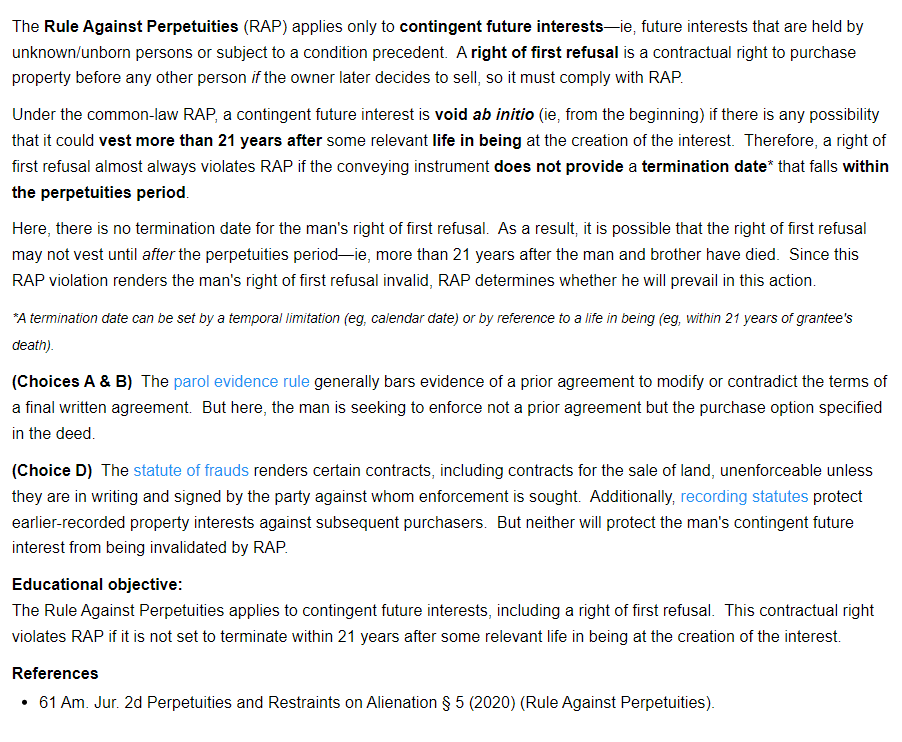 The Rule Against Perpetuities (RAP) applies only to contingent future interests—ie, future interests that are held by
unknown/unborn persons or subject to a condition precedent. A right of first refusal is a contractual right to purchase
property before any other person if the owner later decides to sell, so it must comply with RAP.
Under the common-law RAP, a contingent future interest is void ab initio (ie, from the beginning) if there is any possibility
that it could vest more than 21 years after some relevant life in being at the creation of the interest. Therefore, a right of
first refusal almost always violates RAP if the conveying instrument does not provide a termination date* that falls within
the perpetuities period.
Here, there is no termination date for the man's right of first refusal. As a result, it is possible that the right of first refusal
may not vest until after the perpetuities period—ie, more than 21 years after the man and brother have died. Since this
RAP violation renders the man's right of first refusal invalid, RAP determines whether he will prevail in this action.
*A termination date can be set by a temporal limitation (eg, calendar date) or by reference to a life in being (eg, within 21 years of grantee's
death).
(Choices A & B) The parol evidence rule generally bars evidence of a prior agreement to modify or contradict the terms of
a final written agreement. But here, the man is seeking to enforce not a prior agreement but the purchase option specified
in the deed.
(Choice D) The statute of frauds renders certain contracts, including contracts for the sale of land, unenforceable unless
they are in writing and signed by the party against whom enforcement is sought. Additionally, recording statutes protect
earlier-recorded property interests against subsequent purchasers. But neither will protect the man's contingent future
interest from being invalidated by RAP.
Educational objective:
The Rule Against Perpetuities applies to contingent future interests, including a right of first refusal. This contractual right
violates RAP if it is not set to terminate within 21 years after some relevant life in being at the creation of the interest.
References
• 61 Am. Jur. 2d Perpetuities and Restraints on Alienation § 5 (2020) (Rule Against Perpetuities).